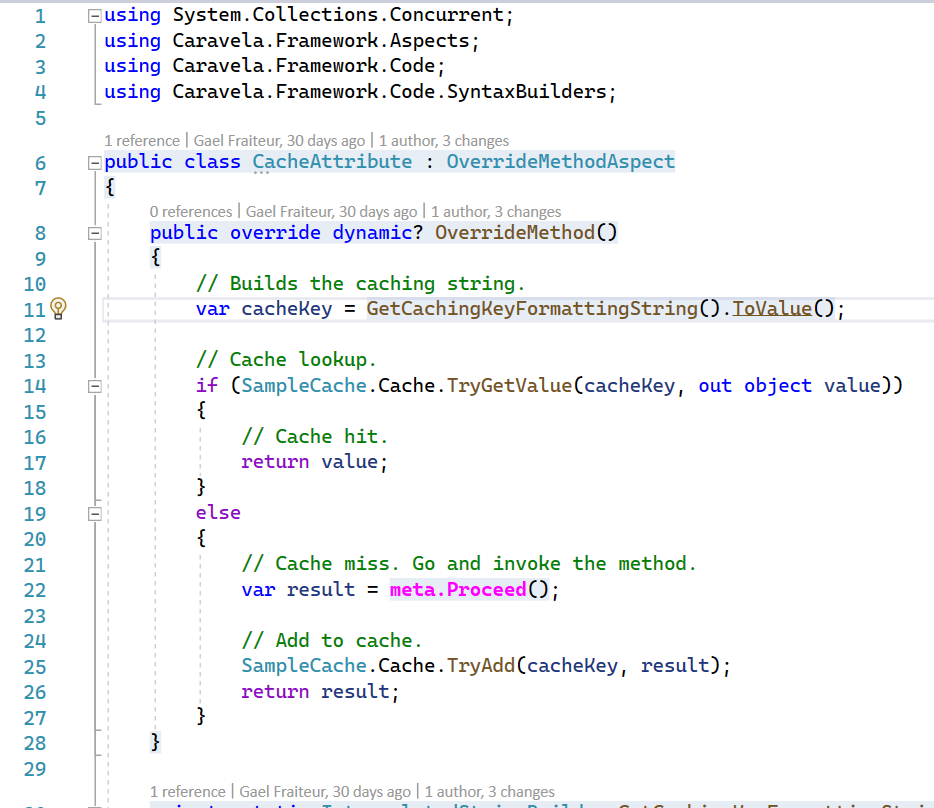 1 using System.Collections.Concurrent;
2 using Caravela.Framework.Aspects;
3 using Caravela.Framework.Code;
4 using Caravela.Framework.Code.SyntaxBuilders;
5
1 reference | Gael Fraiteur, 30 days ago | 1 author, 3 changes
6 public class CacheAttribute : OverrideMethodAspect
7 {
0 references | Gael Fraiteur, 30 days ago | 1 author, 3 changes
8 public override dynamic? OverrideMethod()
9 {
10 // Builds the caching string.
11 var cacheKey = GetCachingKeyFormattingString().ToValue();
12
13 // Cache lookup.
14 if (SampleCache.Cache.TryGetValue(cacheKey, out object value))
15 {
16 // Cache hit.
17 return value;
18 }
19 else
20 {
21 // Cache miss. Go and invoke the method.
22 var result = meta.Proceed();
23
24 // Add to cache.
25 SampleCache.Cache.TryAdd(cacheKey, result);
26 return result;
27 }
28 }
29
1 reference | Gael Fraiteur, 30 days ago | 1 author, 3 changes